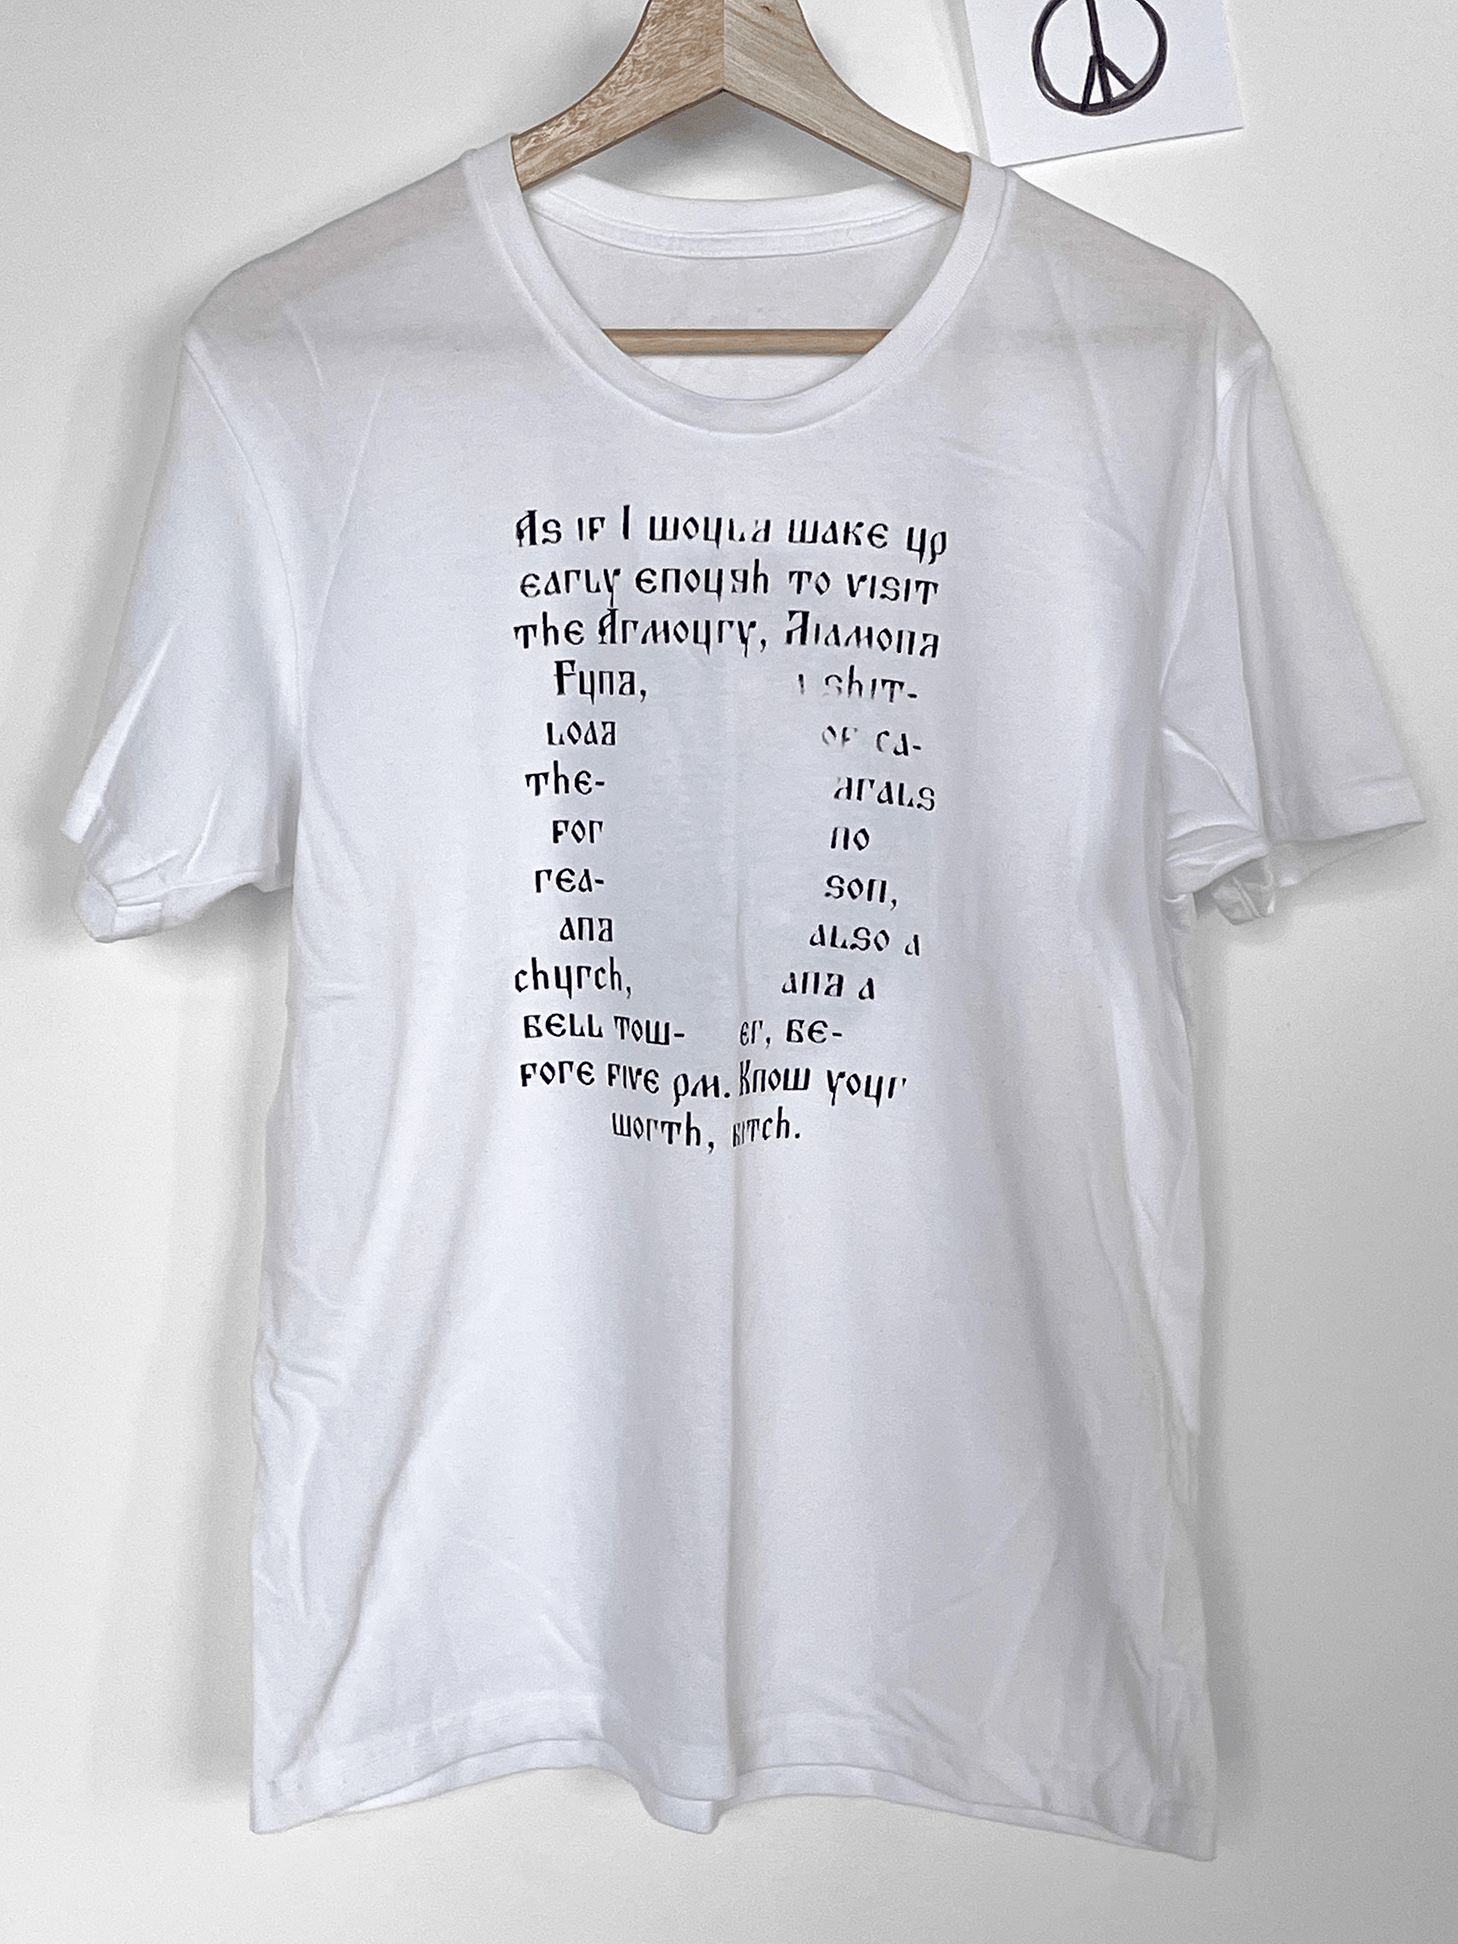 As if I would wake up
early enough to visit
the Armoury, Diamond
Fund, a shit-
load of ca-
the- drals
for no
rea- son,
and also a
church, and a
bell tow- er, be-
fore five pm. Know your
worth, bitch.